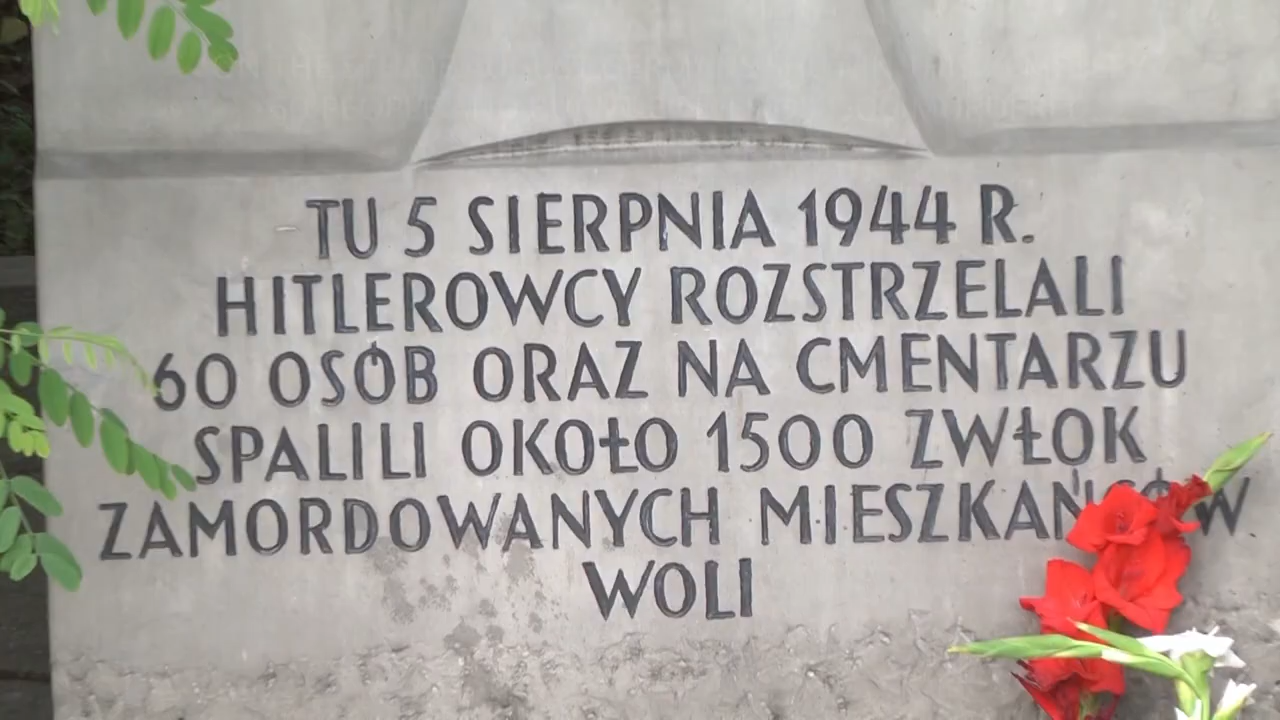 TU 5 SIERPNIA 1944 R.
HITLEROWCY ROZSTRZELALI
60 OSÓB ORAZ NA CMENTARZU
SPALILI OKOŁO 1500 ZWŁOK
ZAMORDOWANYCH MIESZKAŃCÓW
WOLI